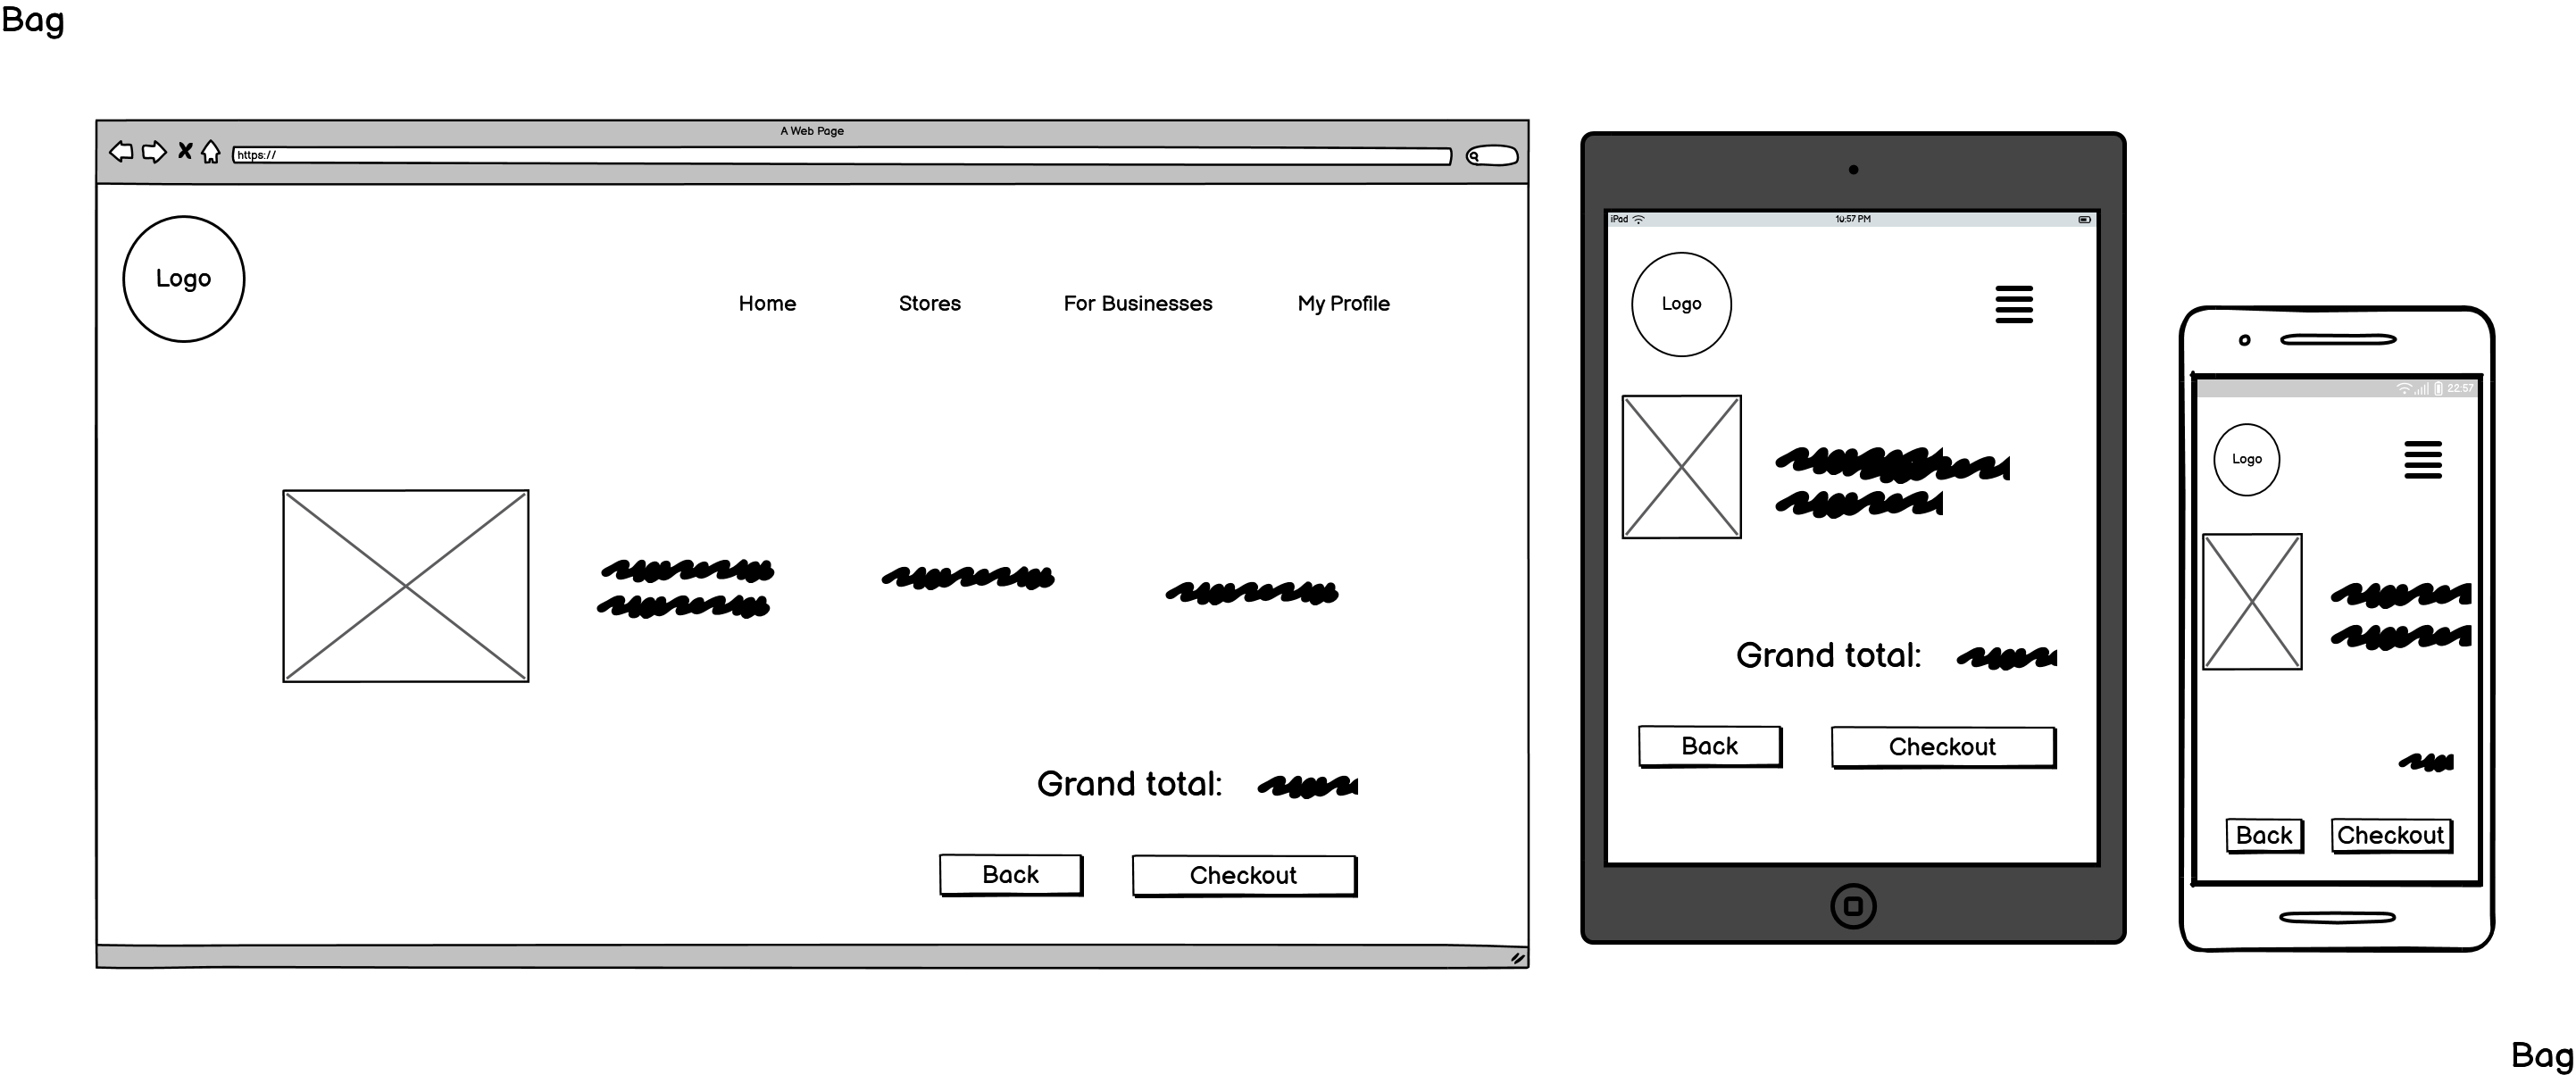 Bag
A Web Page
https://
Logo
Home Stores For Businesses My Profile
Grand total:
Back Checkout
iPad 10:57 PM
Logo
Grand total:
Back Checkout
22:57
Logo
Back Checkout
Bag